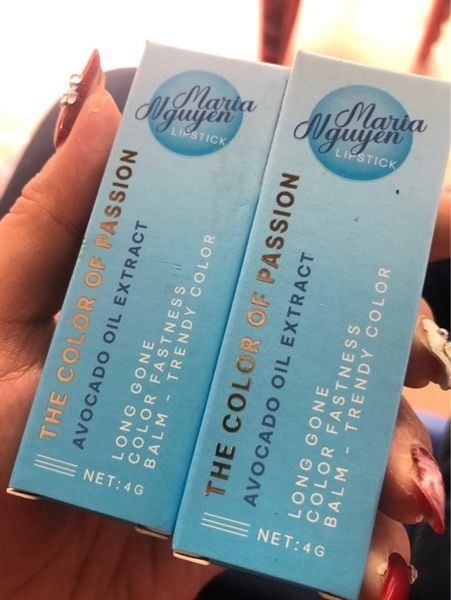 Maria
Nguyen
LIPSTICK
THE COLOR OF PASSION
AVOCADO OIL EXTRACT
LONG GONE
COLOR FASTNESS
BALM - TRENDY COLOR
NET: 4G
Maria
Nguyen
LIPSTICK
THE COLOR OF PASSION
AVOCADO OIL EXTRACT
LONG GONE
COLOR FASTNESS
BALM - TRENDY COLOR
NET: 4G